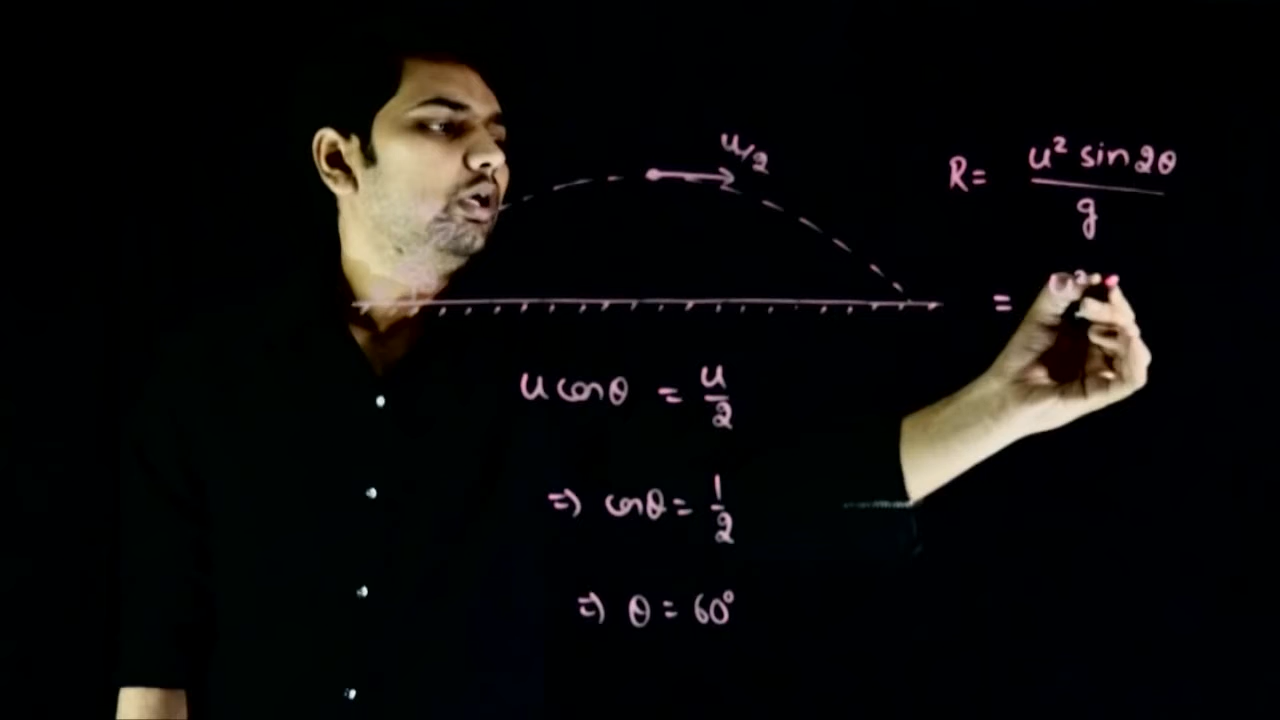 u/2
R = u² sin2θ / g
=
u cosθ = u/2
⇒ cosθ = 1/2
⇒ θ = 60°